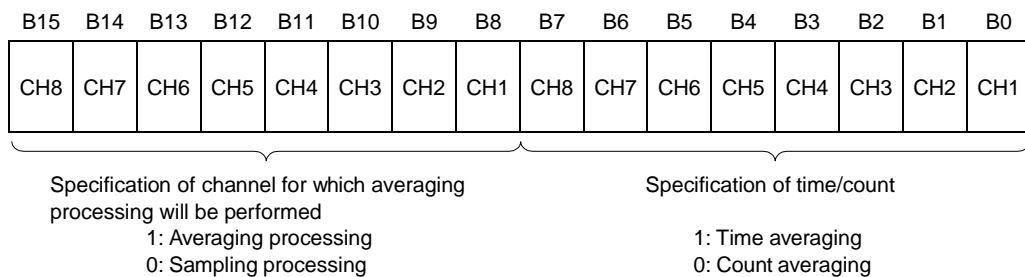 B15 B14 B13 B12 B11 B10 B9 B8 B7 B6 B5 B4 B3 B2 B1 B0
CH8 CH7 CH6 CH5 CH4 CH3 CH2 CH1 CH8 CH7 CH6 CH5 CH4 CH3 CH2 CH1
Specification of channel for which averaging
processing will be performed
1: Averaging processing
0: Sampling processing
Specification of time/count
1: Time averaging
0: Count averaging